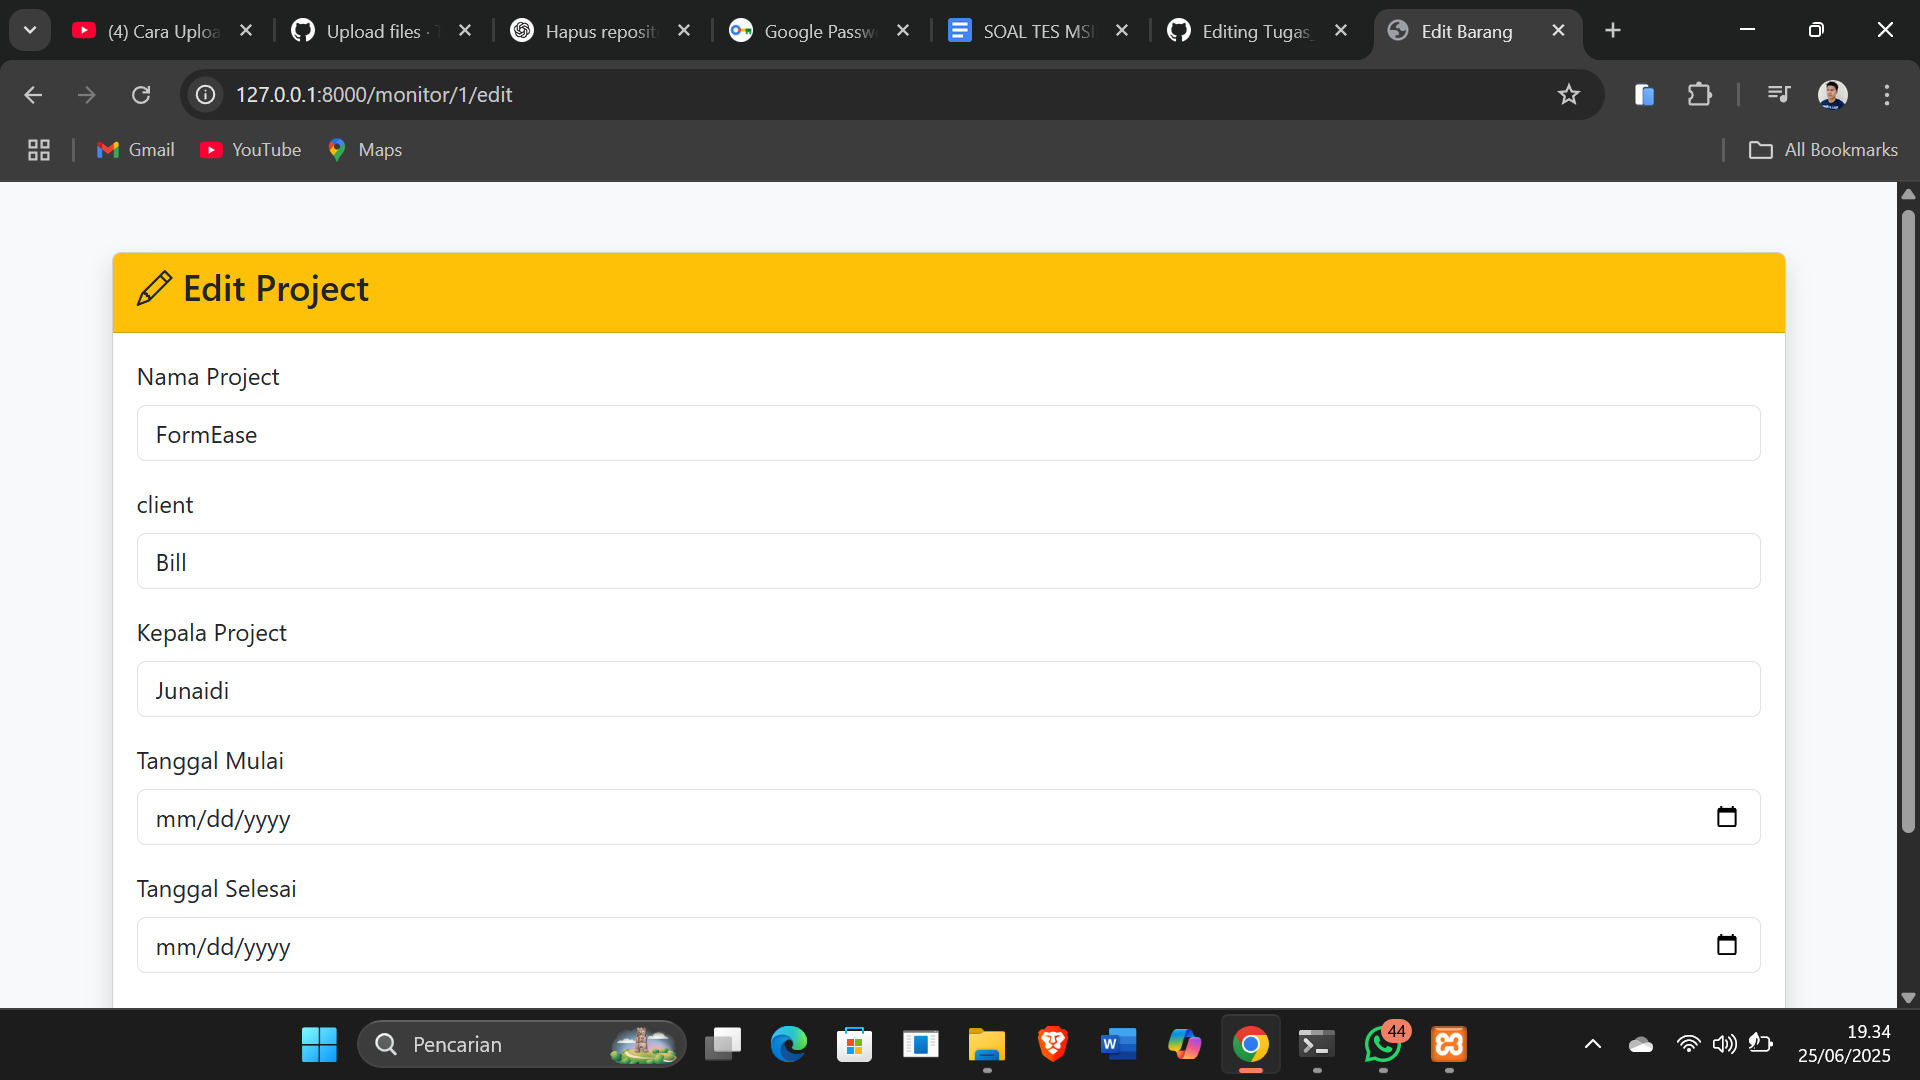 (4) Cara Uploa
Upload files ·
Hapus reposit
Google Passw
SOAL TES MSI
Editing Tugas_
Edit Barang
127.0.0.1:8000/monitor/1/edit
Gmail
YouTube
Maps
All Bookmarks
Edit Project
Nama Project
FormEase
client
Bill
Kepala Project
Junaidi
Tanggal Mulai
mm/dd/yyyy
Tanggal Selesai
mm/dd/yyyy
Pencarian
W
44
19.34
25/06/2025